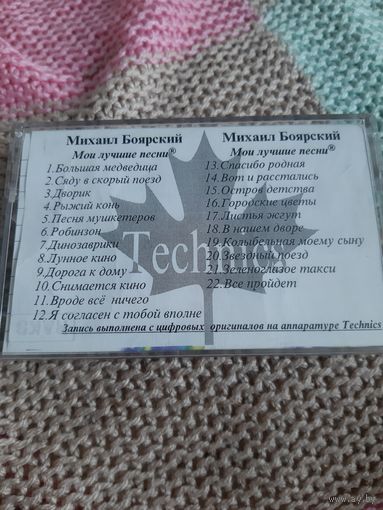 Михаил Боярский
Мои лучшие песни®
1.Большая медведица
2. Сяду в скорый поезд
3.Дворик
4.Рыжий конь
5.Песня мушкетеров
6.Робинзон
7.Динозаврики
8.Лунное кино
9.Дорога к дому
10.Снимается кино
11.Вроде всё ничего
12.Я согласен с тобой вполне
Михаил Боярский
Мои лучшие песни®
13.Спасибо родная
14.Вот и расстались
15.Остров детства
16.Городские цветы
17.Листья жгут
18.В нашем дворе
19.Колыбельная моему сыну
20.Звездный поезд
21.Зеленоглазое такси
22.Все пройдет
Technics
Запись выполнена с цифровых оригиналов на аппаратуре Technics
www.ay.by